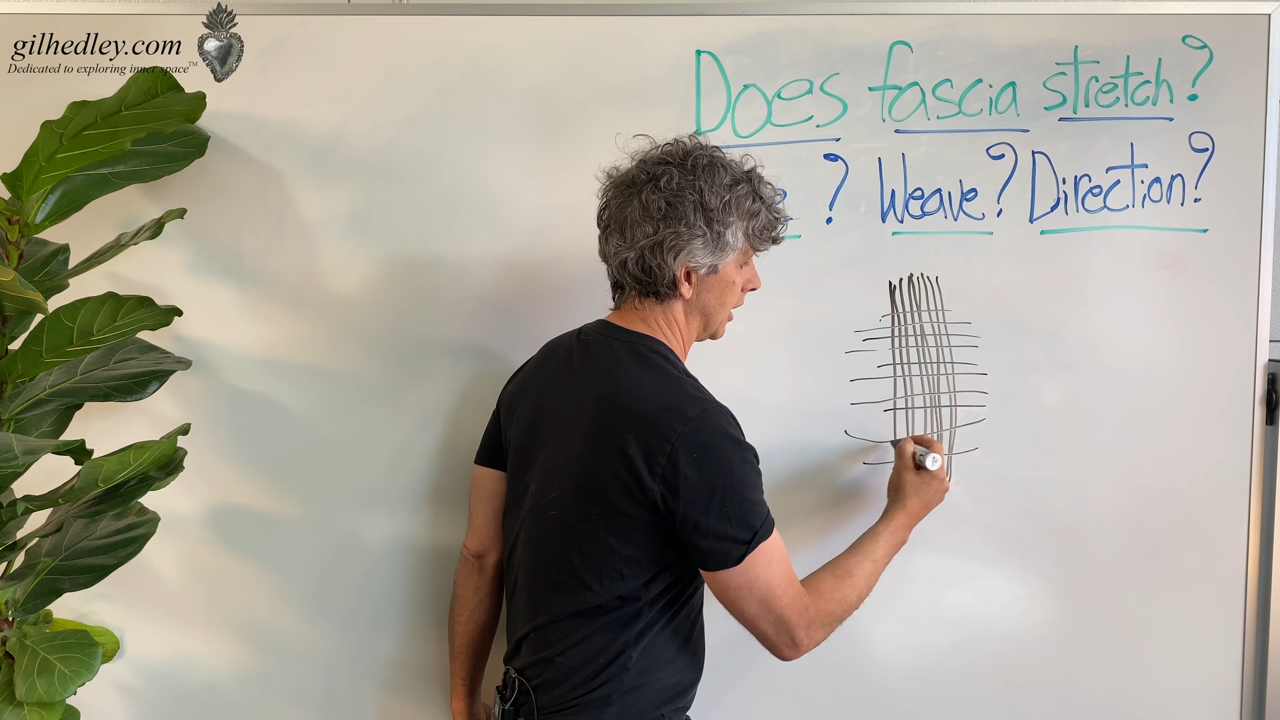 gilhedley.com
Dedicated to exploring inner space™
Does fascia stretch?
? Weave? Direction?